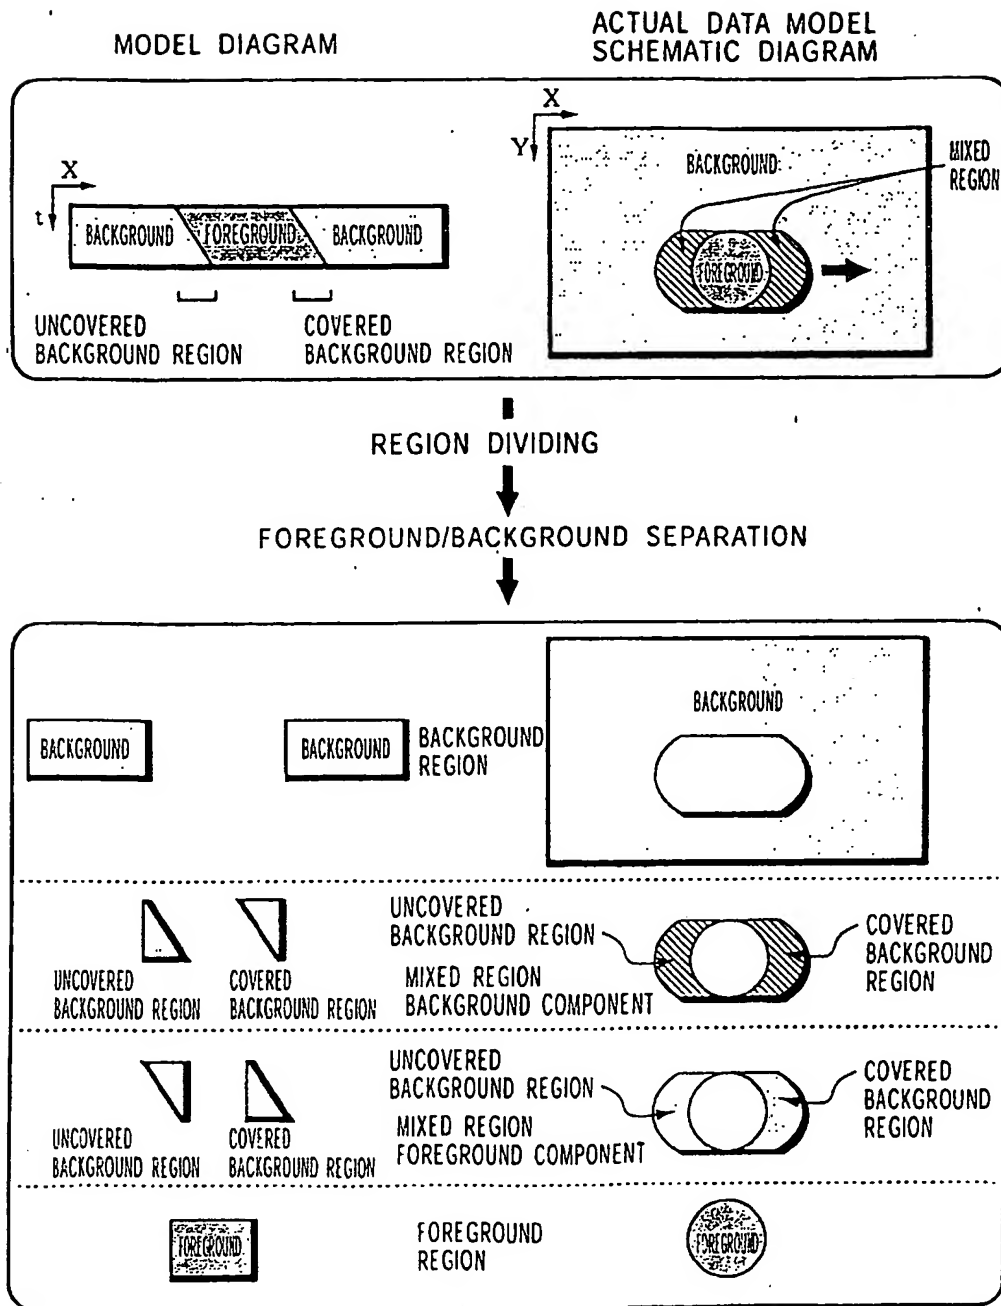 MODEL DIAGRAM
ACTUAL DATA MODEL
SCHEMATIC DIAGRAM
X
t
BACKGROUND
FOREGROUND
BACKGROUND
UNCOVERED
BACKGROUND REGION
COVERED
BACKGROUND REGION
X
Y
BACKGROUND
MIXED
REGION
FOREGROUND
REGION DIVIDING
FOREGROUND/BACKGROUND SEPARATION
BACKGROUND
BACKGROUND
BACKGROUND
REGION
BACKGROUND
UNCOVERED
BACKGROUND REGION
COVERED
BACKGROUND REGION
UNCOVERED
BACKGROUND REGION
MIXED REGION
BACKGROUND COMPONENT
COVERED
BACKGROUND
REGION
UNCOVERED
BACKGROUND REGION
COVERED
BACKGROUND REGION
UNCOVERED
BACKGROUND REGION
MIXED REGION
FOREGROUND COMPONENT
COVERED
BACKGROUND
REGION
FOREGROUND
FOREGROUND
REGION
FOREGROUND